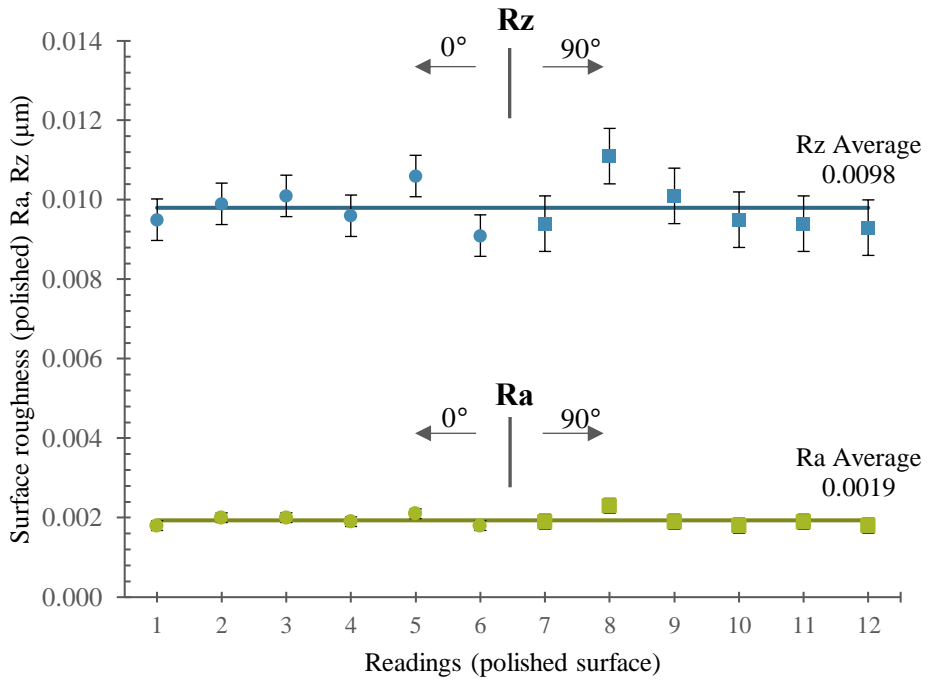 Surface roughness (polished) Ra, Rz (μm)
0.014
0.012
0.010
0.008
0.006
0.004
0.002
0.000
Rz
0° 90°
Rz Average
0.0098
Ra
0° 90°
Ra Average
0.0019
1 2 3 4 5 6 7 8 9 10 11 12
Readings (polished surface)